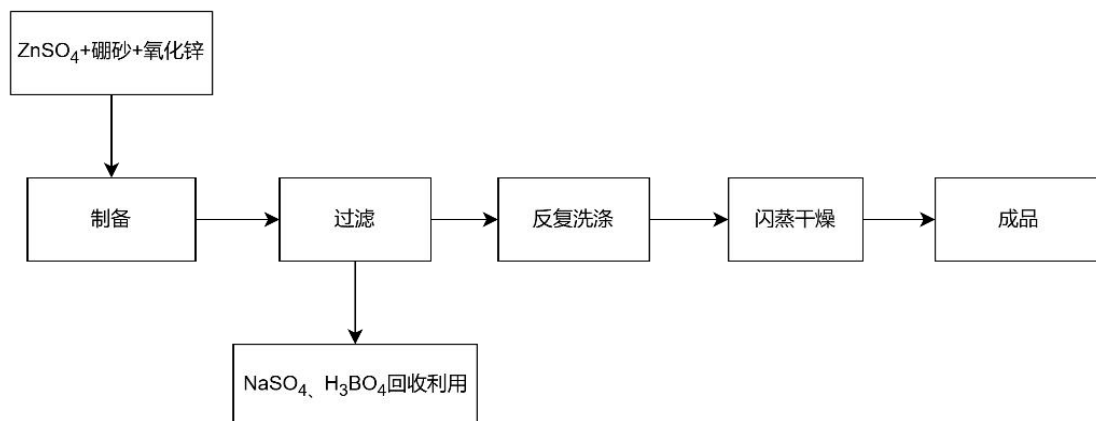 ZnSO₄+硼砂+氧化锌
制备
过滤
反复洗涤
闪蒸干燥
成品
NaSO₄、H₃BO₄回收利用